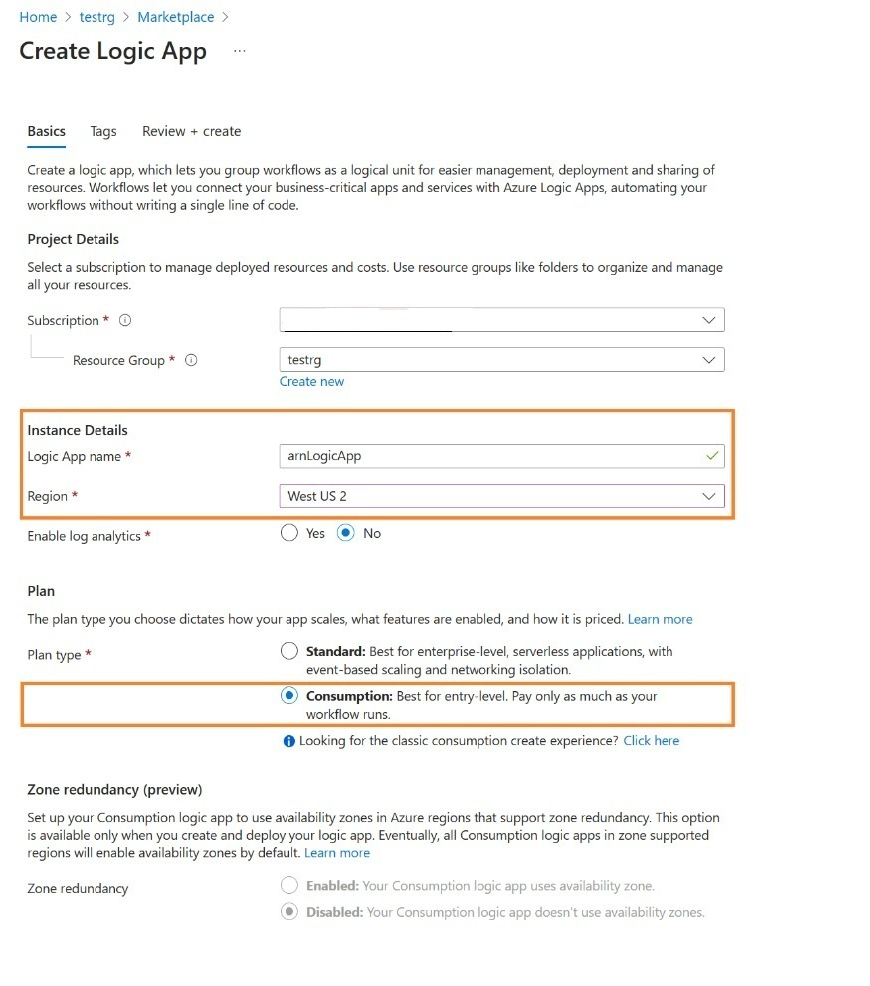 Home > testrg > Marketplace >
Create Logic App ...
Basics Tags Review + create
Create a logic app, which lets you group workflows as a logical unit for easier management, deployment and sharing of
resources. Workflows let you connect your business-critical apps and services with Azure Logic Apps, automating your
workflows without writing a single line of code.
Project Details
Select a subscription to manage deployed resources and costs. Use resource groups like folders to organize and manage
all your resources.
Subscription *
Resource Group * testrg
Create new
Instance Details
Logic App name * arnLogicApp
Region * West US 2
Enable log analytics * Yes No
Plan
The plan type you choose dictates how your app scales, what features are enabled, and how it is priced. Learn more
Plan type * Standard: Best for enterprise-level, serverless applications, with
event-based scaling and networking isolation.
Consumption: Best for entry-level. Pay only as much as your
workflow runs.
Looking for the classic consumption create experience? Click here
Zone redundancy (preview)
Set up your Consumption logic app to use availability zones in Azure regions that support zone redundancy. This option
is available only when you create and deploy your logic app. Eventually, all Consumption logic apps in zone supported
regions will enable availability zones by default. Learn more
Zone redundancy Enabled: Your Consumption logic app uses availability zone.
Disabled: Your Consumption logic app doesn't use availability zones.